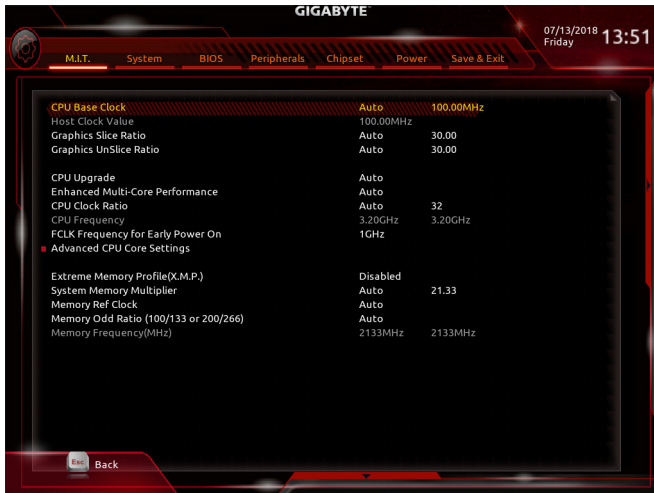 GIGABYTE™
07/13/2018 13:51
Friday
M.I.T. System BIOS Peripherals Chipset Power Save & Exit
CPU Base Clock Auto 100.00MHz
Host Clock Value 100.00MHz
Graphics Slice Ratio Auto 30.00
Graphics UnSlice Ratio Auto 30.00
CPU Upgrade Auto
Enhanced Multi-Core Performance Auto
CPU Clock Ratio Auto 32
CPU Frequency 3.20GHz 3.20GHz
FCLK Frequency for Early Power On 1GHz
Advanced CPU Core Settings
Extreme Memory Profile(X.M.P.) Disabled
System Memory Multiplier Auto 21.33
Memory Ref Clock Auto
Memory Odd Ratio (100/133 or 200/266) Auto
Memory Frequency(MHz) 2133MHz 2133MHz
Esc Back